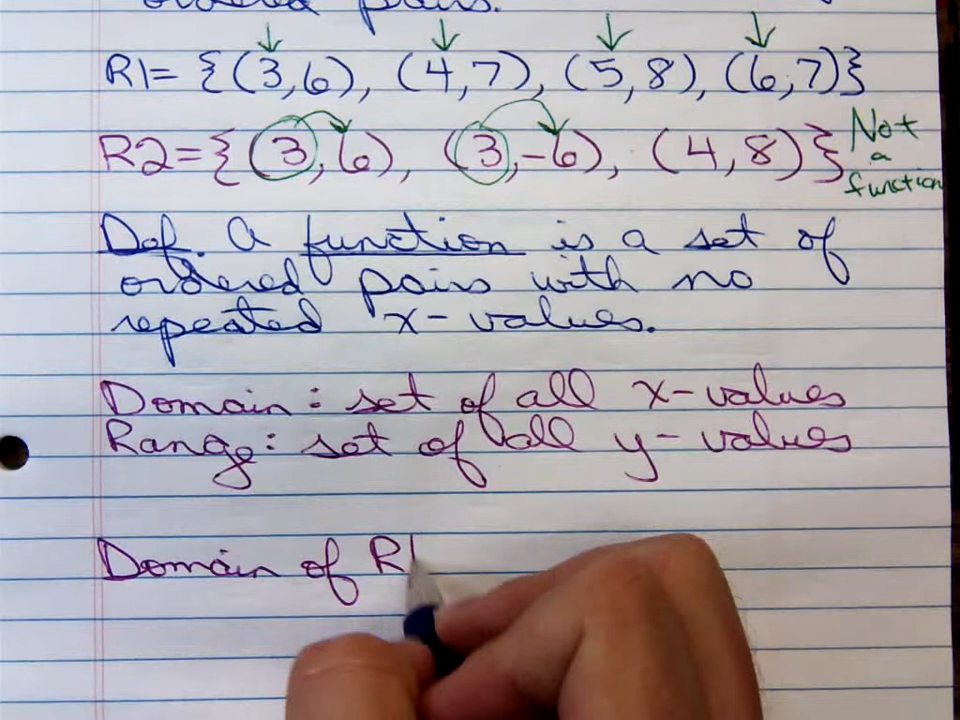 ordered pairs.
R1= {(3,6), (4,7), (5,8), (6,7)}
R2={(3,6), (3,-6), (4,8)} Not a function
Def. A function is a set of
ordered pairs with no
repeated x-values.
Domain: set of all x-values
Range: set of all y-values
Domain of R1